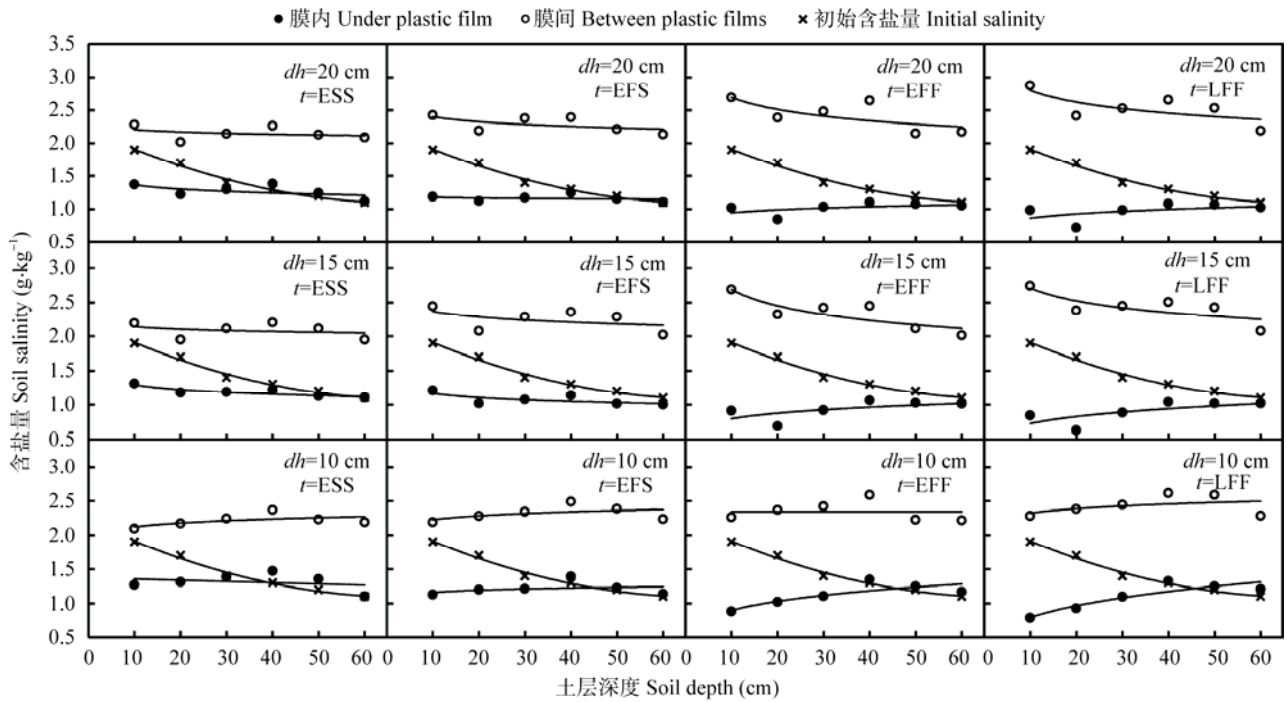 ● 膜内 Under plastic film ○ 膜间 Between plastic films × 初始含盐量 Initial salinity
含盐量 Soil salinity (g·kg⁻¹)
3.5
3.0
2.5
2.0
1.5
1.0
0.5
dh=20 cm
t=ESS
dh=20 cm
t=EFS
dh=20 cm
t=EFF
dh=20 cm
t=LFF
3.0
2.5
2.0
1.5
1.0
0.5
dh=15 cm
t=ESS
dh=15 cm
t=EFS
dh=15 cm
t=EFF
dh=15 cm
t=LFF
3.0
2.5
2.0
1.5
1.0
0.5
dh=10 cm
t=ESS
dh=10 cm
t=EFS
dh=10 cm
t=EFF
dh=10 cm
t=LFF
0 10 20 30 40 50 60 0 10 20 30 40 50 60 0 10 20 30 40 50 60 0 10 20 30 40 50 60
土层深度 Soil depth (cm)